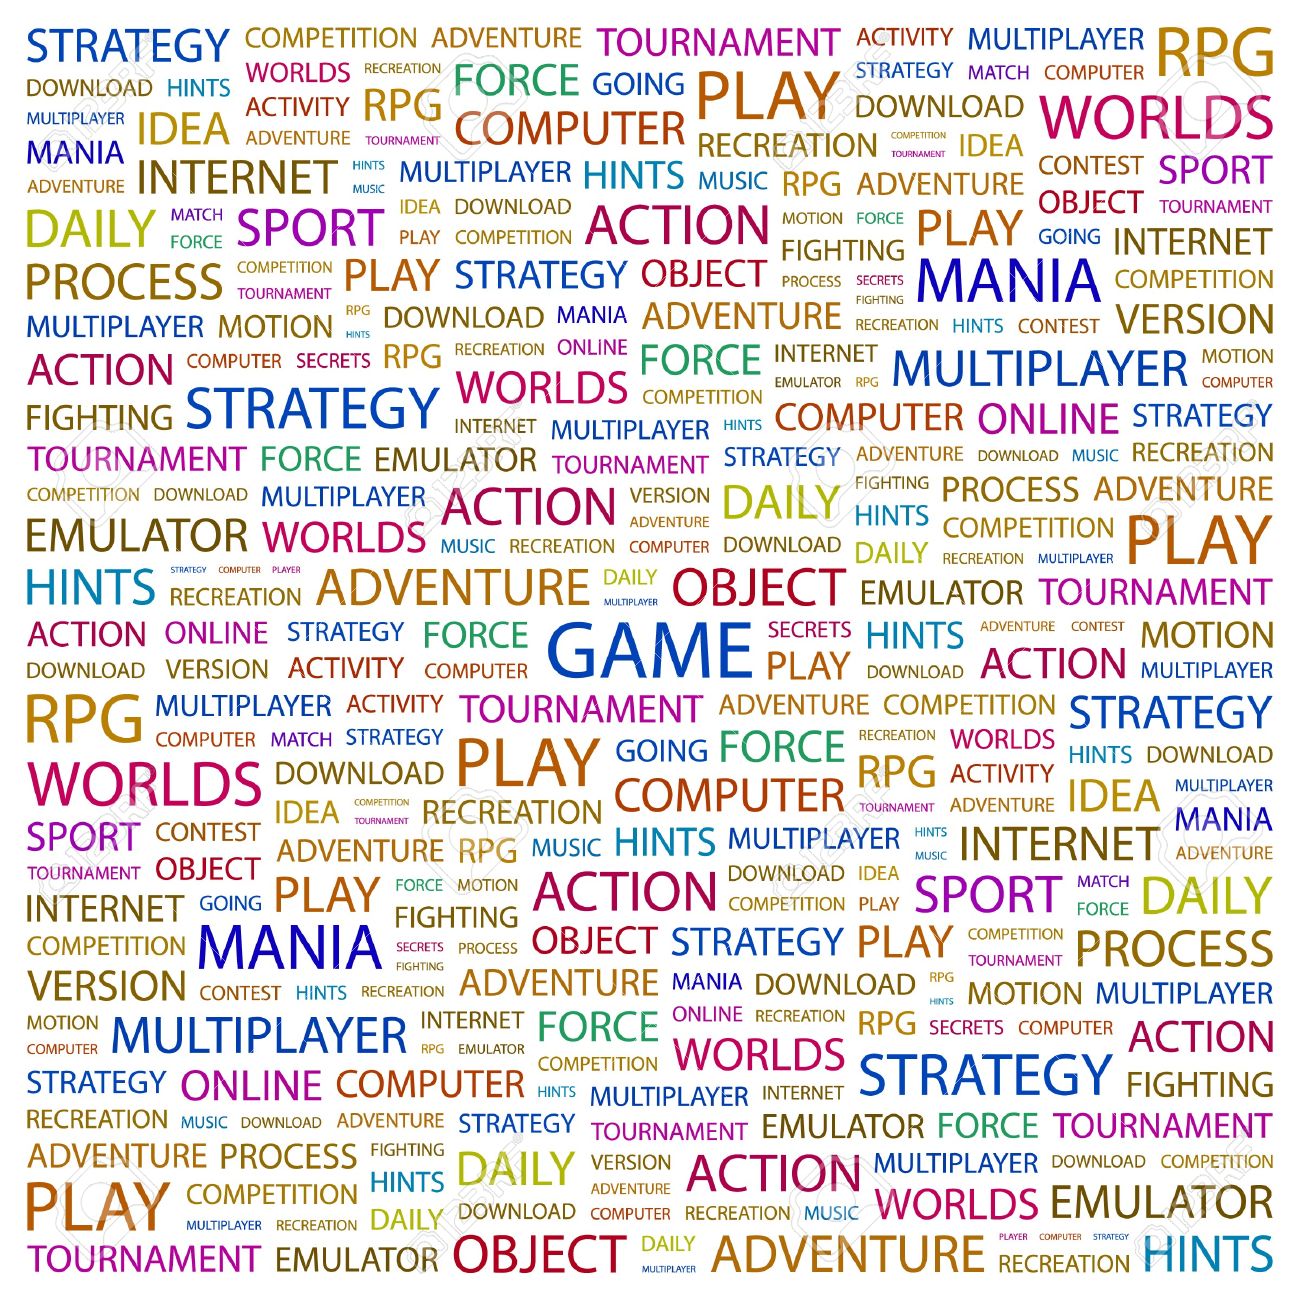 STRATEGY COMPETITION ADVENTURE TOURNAMENT ACTIVITY MULTIPLAYER RPG
DOWNLOAD HINTS WORLDS RECREATION FORCE GOING PLAY STRATEGY MATCH COMPUTER
MULTIPLAYER IDEA ACTIVITY RPG COMPUTER DOWNLOAD WORLDS
MANIA ADVENTURE TOURNAMENT RECREATION COMPETITION TOURNAMENT IDEA
ADVENTURE INTERNET HINTS MUSIC MULTIPLAYER HINTS MUSIC RPG ADVENTURE CONTEST SPORT
DAILY MATCH FORCE SPORT IDEA DOWNLOAD ACTION MOTION FORCE PLAY OBJECT TOURNAMENT
PLAY COMPETITION FIGHTING GOING INTERNET
PROCESS COMPETITION TOURNAMENT PLAY STRATEGY OBJECT PROCESS SECRETS FIGHTING MANIA COMPETITION
MULTIPLAYER MOTION RPG HINTS DOWNLOAD MANIA ADVENTURE RECREATION HINTS CONTEST VERSION
ACTION COMPUTER SECRETS RPG RECREATION ONLINE FORCE INTERNET MULTIPLAYER MOTION
EMULATOR RPG COMPUTER
FIGHTING STRATEGY WORLDS COMPETITION COMPUTER ONLINE STRATEGY
INTERNET MULTIPLAYER HINTS
TOURNAMENT FORCE EMULATOR TOURNAMENT STRATEGY ADVENTURE DOWNLOAD MUSIC RECREATION
COMPETITION DOWNLOAD MULTIPLAYER ACTION VERSION DAILY FIGHTING PROCESS ADVENTURE
EMULATOR WORLDS ADVENTURE HINTS COMPETITION PLAY
MUSIC RECREATION COMPUTER DOWNLOAD DAILY RECREATION MULTIPLAYER
HINTS STRATEGY COMPUTER PLAYER ADVENTURE DAILY OBJECT EMULATOR TOURNAMENT
RECREATION MULTIPLAYER
ACTION ONLINE STRATEGY FORCE GAME SECRETS HINTS ADVENTURE CONTEST MOTION
DOWNLOAD VERSION ACTIVITY COMPUTER PLAY DOWNLOAD ACTION MULTIPLAYER
RPG MULTIPLAYER ACTIVITY TOURNAMENT ADVENTURE COMPETITION STRATEGY
COMPUTER MATCH STRATEGY PLAY GOING FORCE RECREATION WORLDS HINTS DOWNLOAD
WORLDS DOWNLOAD COMPUTER RPG ACTIVITY IDEA MULTIPLAYER
IDEA COMPETITION TOURNAMENT RECREATION TOURNAMENT ADVENTURE MANIA
SPORT CONTEST ADVENTURE RPG MUSIC HINTS MULTIPLAYER HINTS MUSIC INTERNET ADVENTURE
TOURNAMENT OBJECT PLAY FORCE MOTION ACTION DOWNLOAD IDEA SPORT MATCH FORCE DAILY
INTERNET GOING FIGHTING COMPETITION PLAY
COMPETITION MANIA SECRETS FIGHTING PROCESS OBJECT STRATEGY PLAY COMPETITION TOURNAMENT PROCESS
VERSION CONTEST HINTS RECREATION ADVENTURE MANIA DOWNLOAD RPG HINTS MOTION MULTIPLAYER
MOTION MULTIPLAYER INTERNET FORCE ONLINE RECREATION RPG SECRETS COMPUTER ACTION
COMPUTER RPG EMULATOR
STRATEGY ONLINE COMPUTER COMPETITION WORLDS STRATEGY FIGHTING
HINTS MULTIPLAYER INTERNET
RECREATION MUSIC DOWNLOAD ADVENTURE STRATEGY TOURNAMENT EMULATOR FORCE TOURNAMENT
ADVENTURE PROCESS FIGHTING DAILY VERSION ACTION MULTIPLAYER DOWNLOAD COMPETITION
PLAY COMPETITION HINTS ADVENTURE WORLDS EMULATOR
MULTIPLAYER RECREATION DAILY DOWNLOAD COMPUTER RECREATION MUSIC
TOURNAMENT EMULATOR OBJECT DAILY ADVENTURE PLAYER COMPUTER STRATEGY HINTS
MULTIPLAYER RECREATION